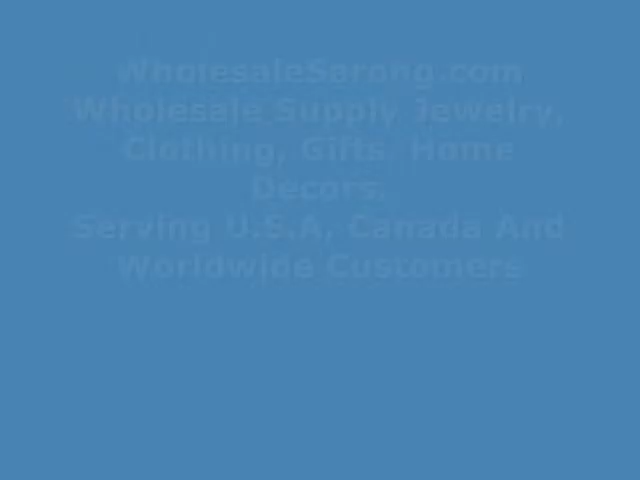 WholesaleSarong.com
Wholesale Supply Jewelry,
Clothing, Gifts, Home
Decors.
Serving U.S.A, Canada And
Worldwide Customers